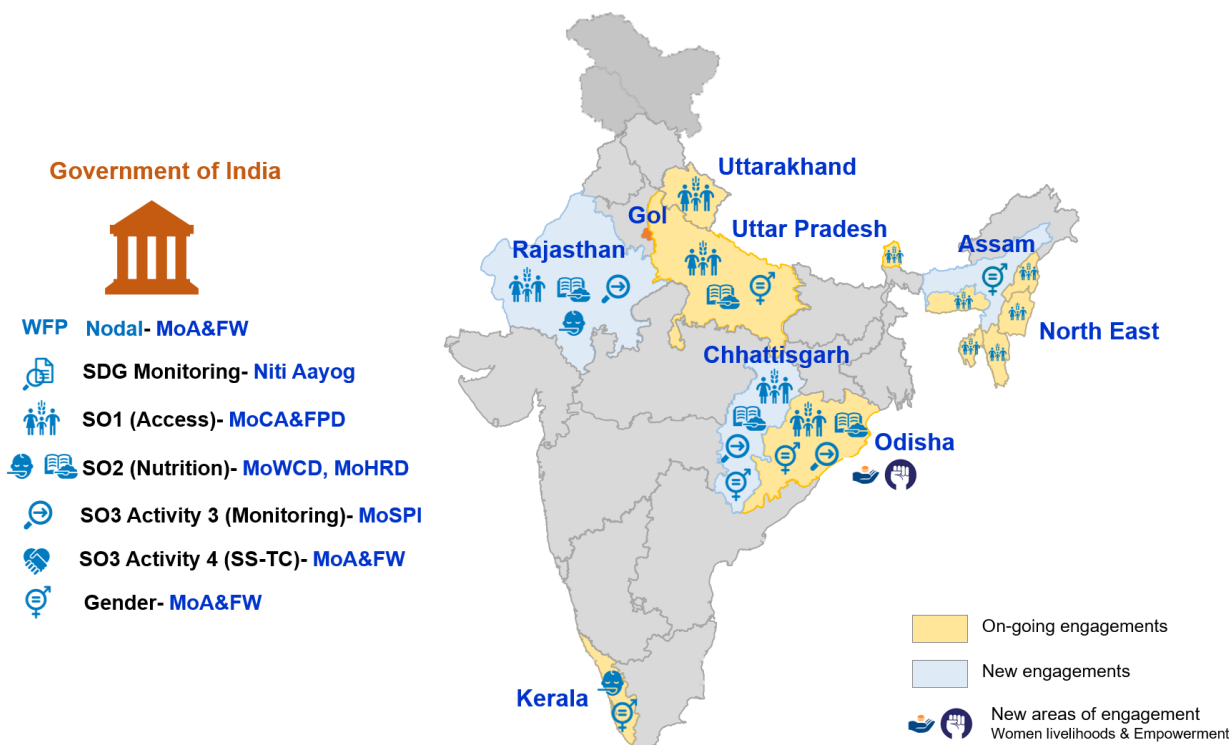 Government of India
WFP Nodal- MoA&FW
SDG Monitoring- Niti Aayog
SO1 (Access)- MoCA&FPD
SO2 (Nutrition)- MoWCD, MoHRD
SO3 Activity 3 (Monitoring)- MoSPI
SO3 Activity 4 (SS-TC)- MoA&FW
Gender- MoA&FW
Uttarakhand
GoI
Uttar Pradesh
Rajasthan
Assam
North East
Chhattisgarh
Odisha
Kerala
On-going engagements
New engagements
New areas of engagement
Women livelihoods & Empowerment